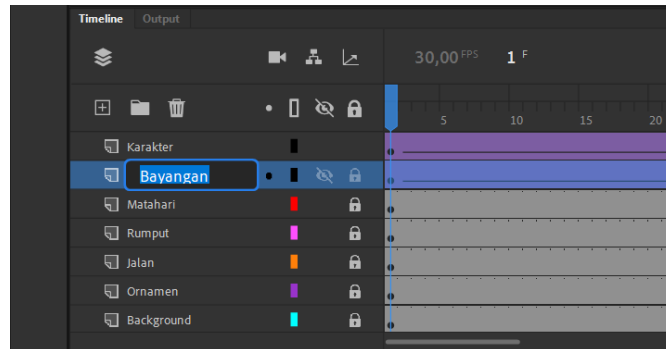 Timeline Output
30,00 FPS 1 F
5 10 15 20
Karakter
Bayangan
Matahari
Rumput
Jalan
Ornamen
Background